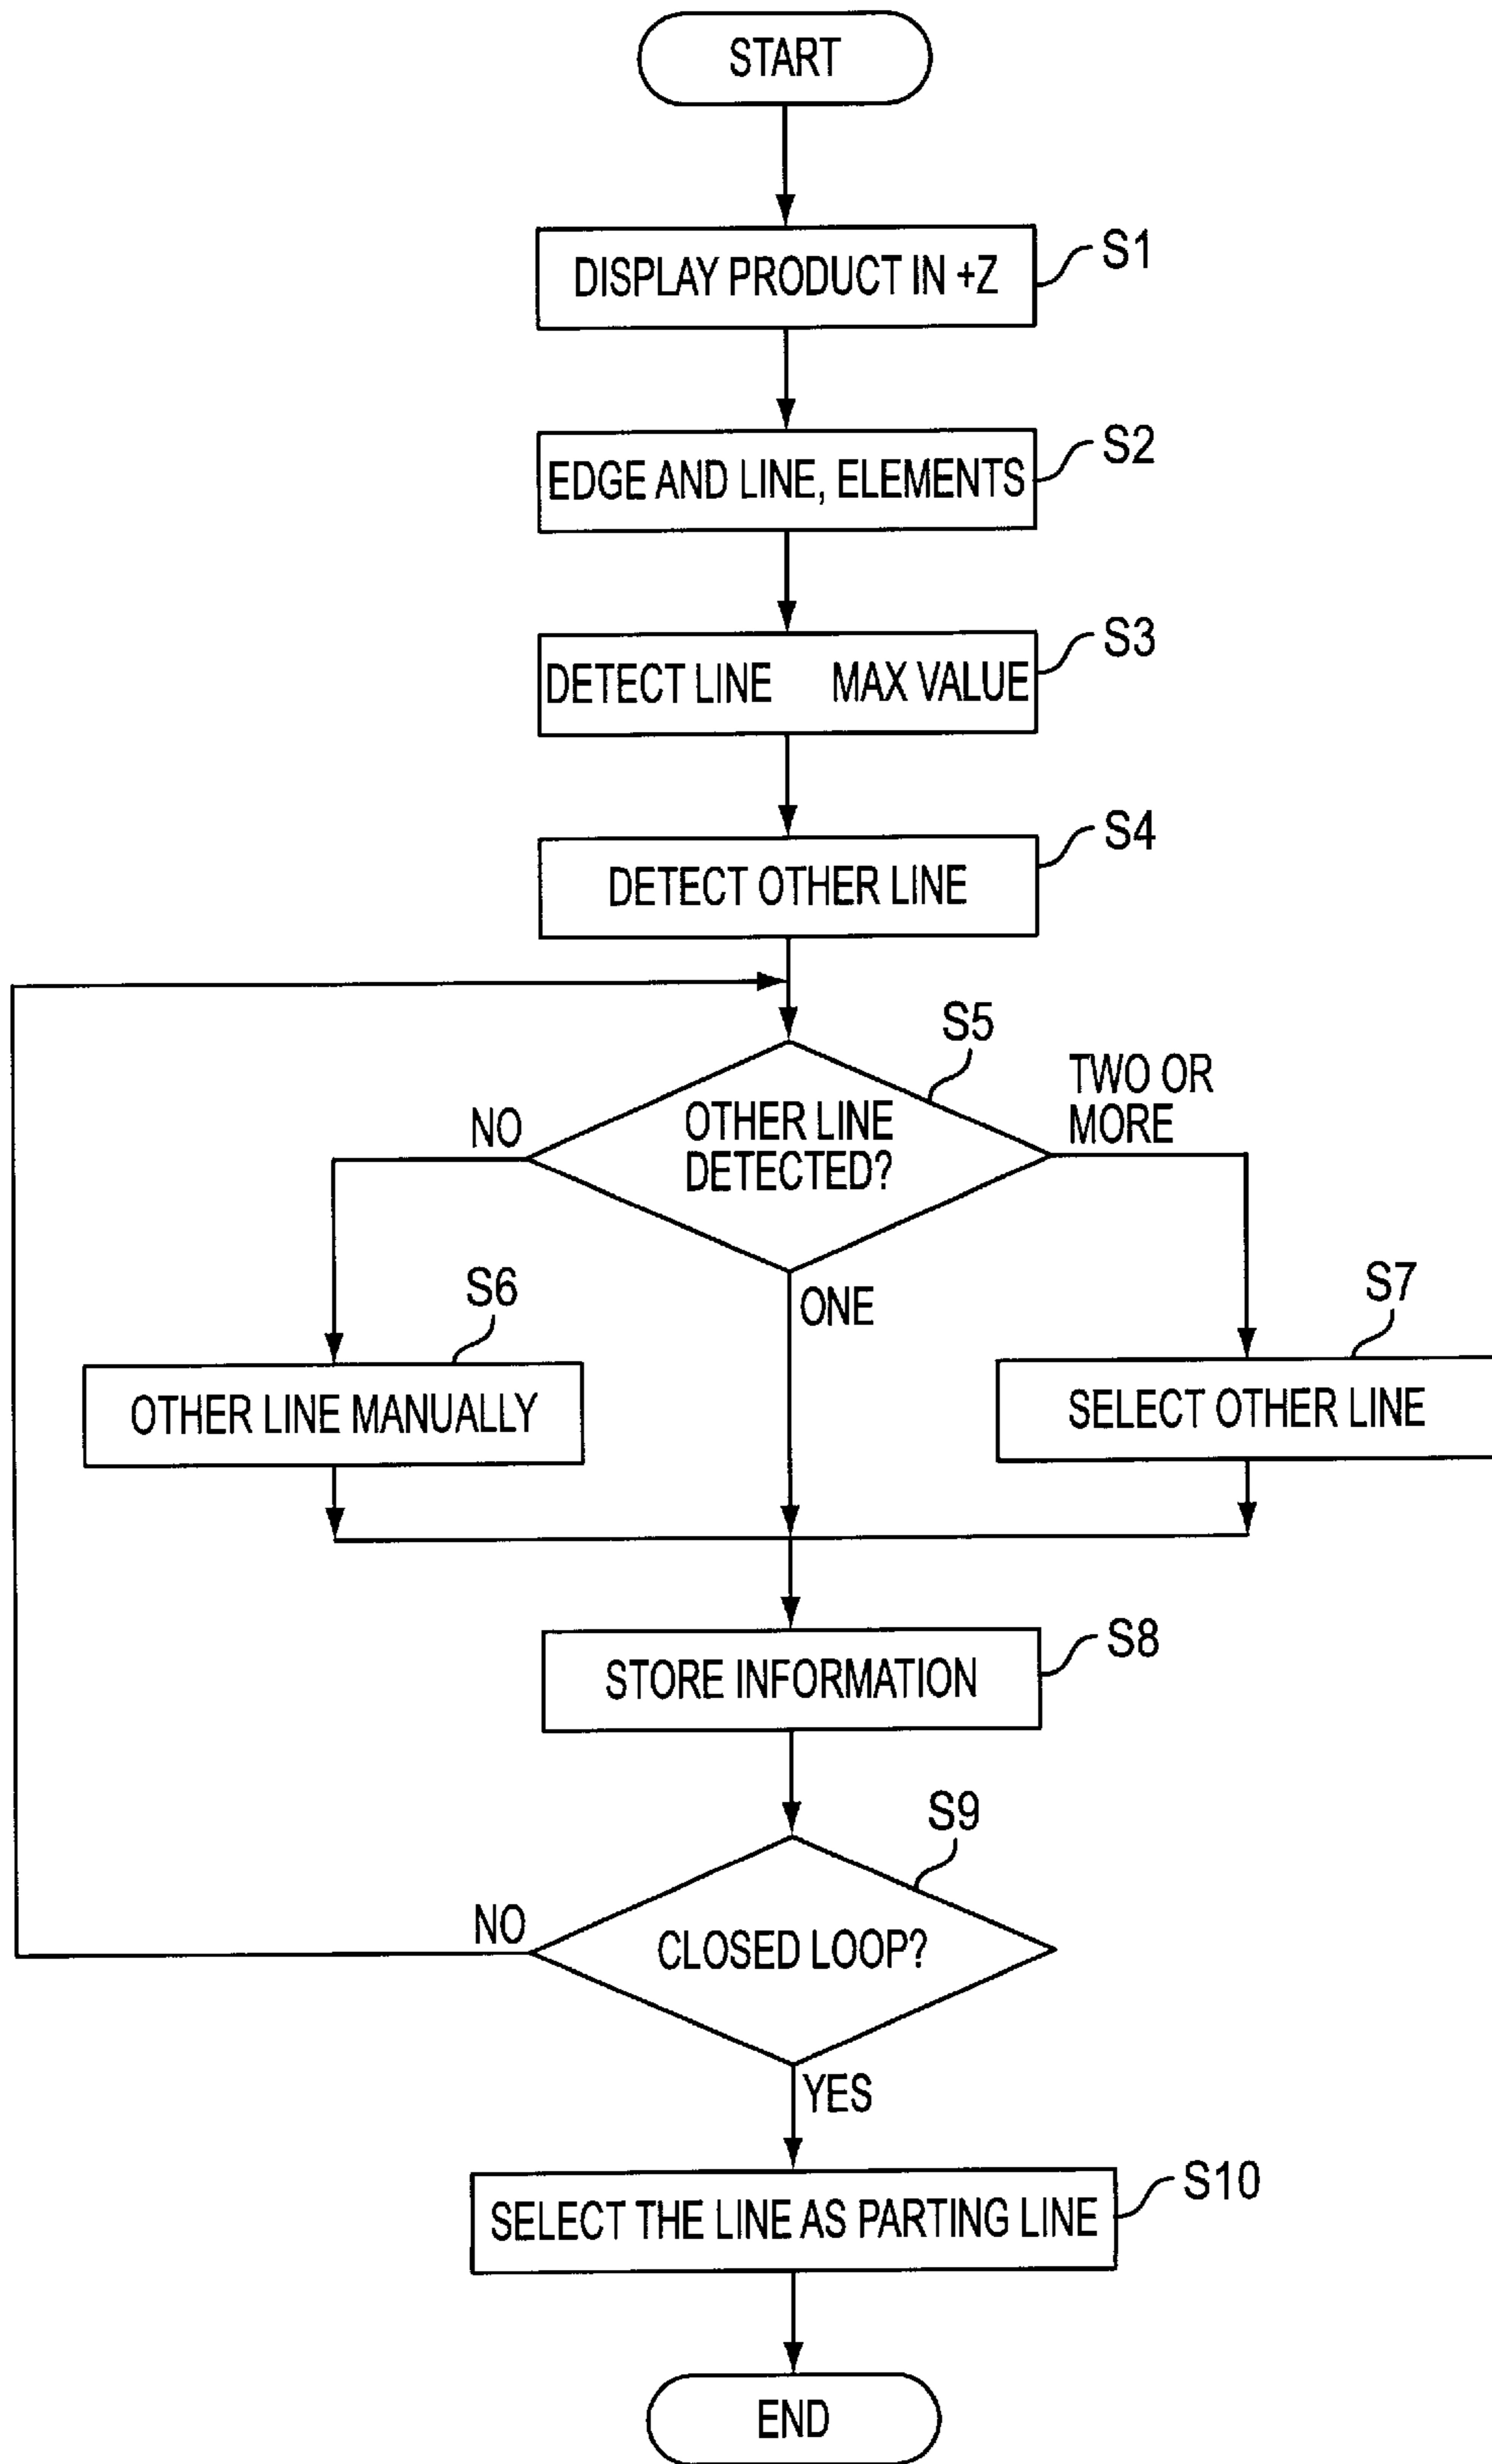 START
DISPLAY PRODUCT IN +Z
S1
EDGE AND LINE, ELEMENTS
S2
DETECT LINE MAX VALUE
S3
DETECT OTHER LINE
S4
S5
OTHER LINE
DETECTED?
NO
TWO OR
MORE
ONE
S6
OTHER LINE MANUALLY
S7
SELECT OTHER LINE
STORE INFORMATION
S8
S9
CLOSED LOOP?
NO
YES
SELECT THE LINE AS PARTING LINE
S10
END